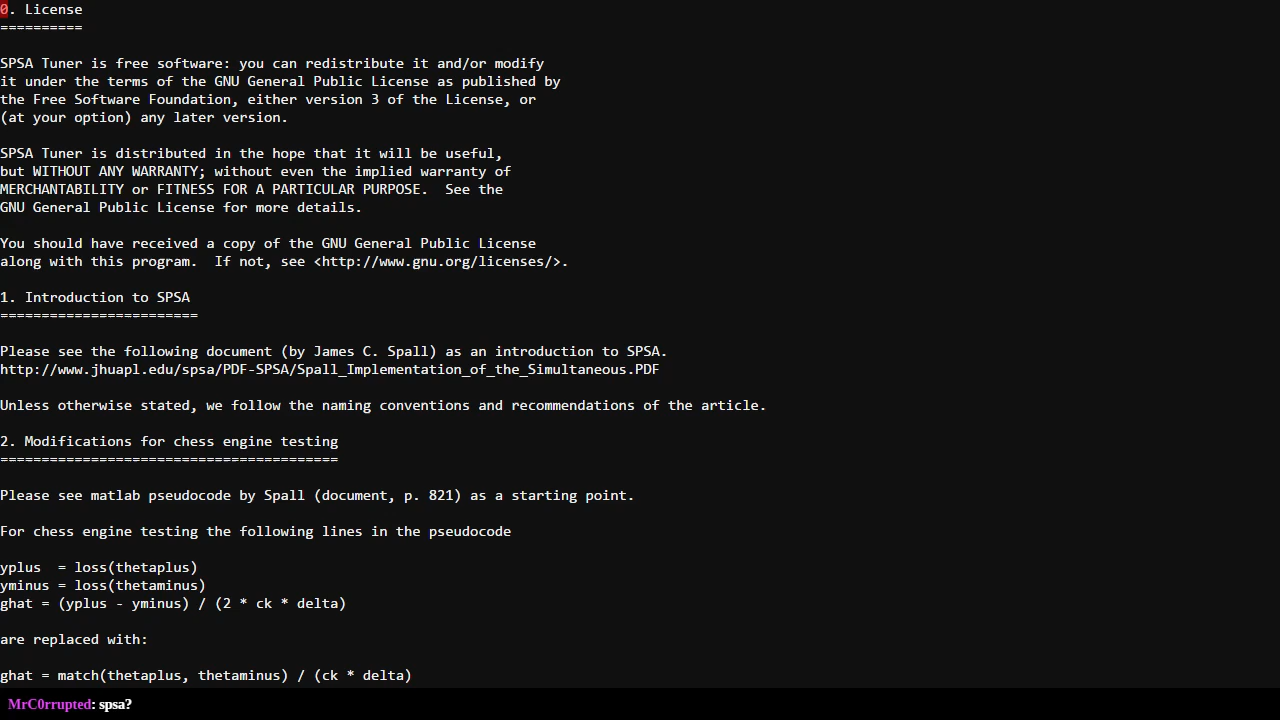 0. License
==========
SPSA Tuner is free software: you can redistribute it and/or modify
it under the terms of the GNU General Public License as published by
the Free Software Foundation, either version 3 of the License, or
(at your option) any later version.
SPSA Tuner is distributed in the hope that it will be useful,
but WITHOUT ANY WARRANTY; without even the implied warranty of
MERCHANTABILITY or FITNESS FOR A PARTICULAR PURPOSE.  See the
GNU General Public License for more details.
You should have received a copy of the GNU General Public License
along with this program.  If not, see <http://www.gnu.org/licenses/>.
1. Introduction to SPSA
========================
Please see the following document (by James C. Spall) as an introduction to SPSA.
http://www.jhuapl.edu/spsa/PDF-SPSA/Spall_Implementation_of_the_Simultaneous.PDF
Unless otherwise stated, we follow the naming conventions and recommendations of the article.
2. Modifications for chess engine testing
=========================================
Please see matlab pseudocode by Spall (document, p. 821) as a starting point.
For chess engine testing the following lines in the pseudocode
yplus  = loss(thetaplus)
yminus = loss(thetaminus)
ghat = (yplus - yminus) / (2 * ck * delta)
are replaced with:
ghat = match(thetaplus, thetaminus) / (ck * delta)
MrC0rrupted: spsa?